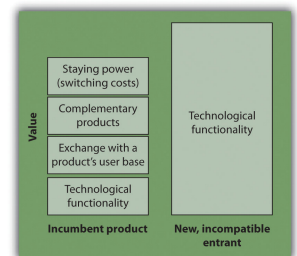 Value
Staying power
(switching costs)
Complementary
products
Exchange with a
product's user base
Technological
functionality
Incumbent product
Technological
functionality
New, incompatible
entrant